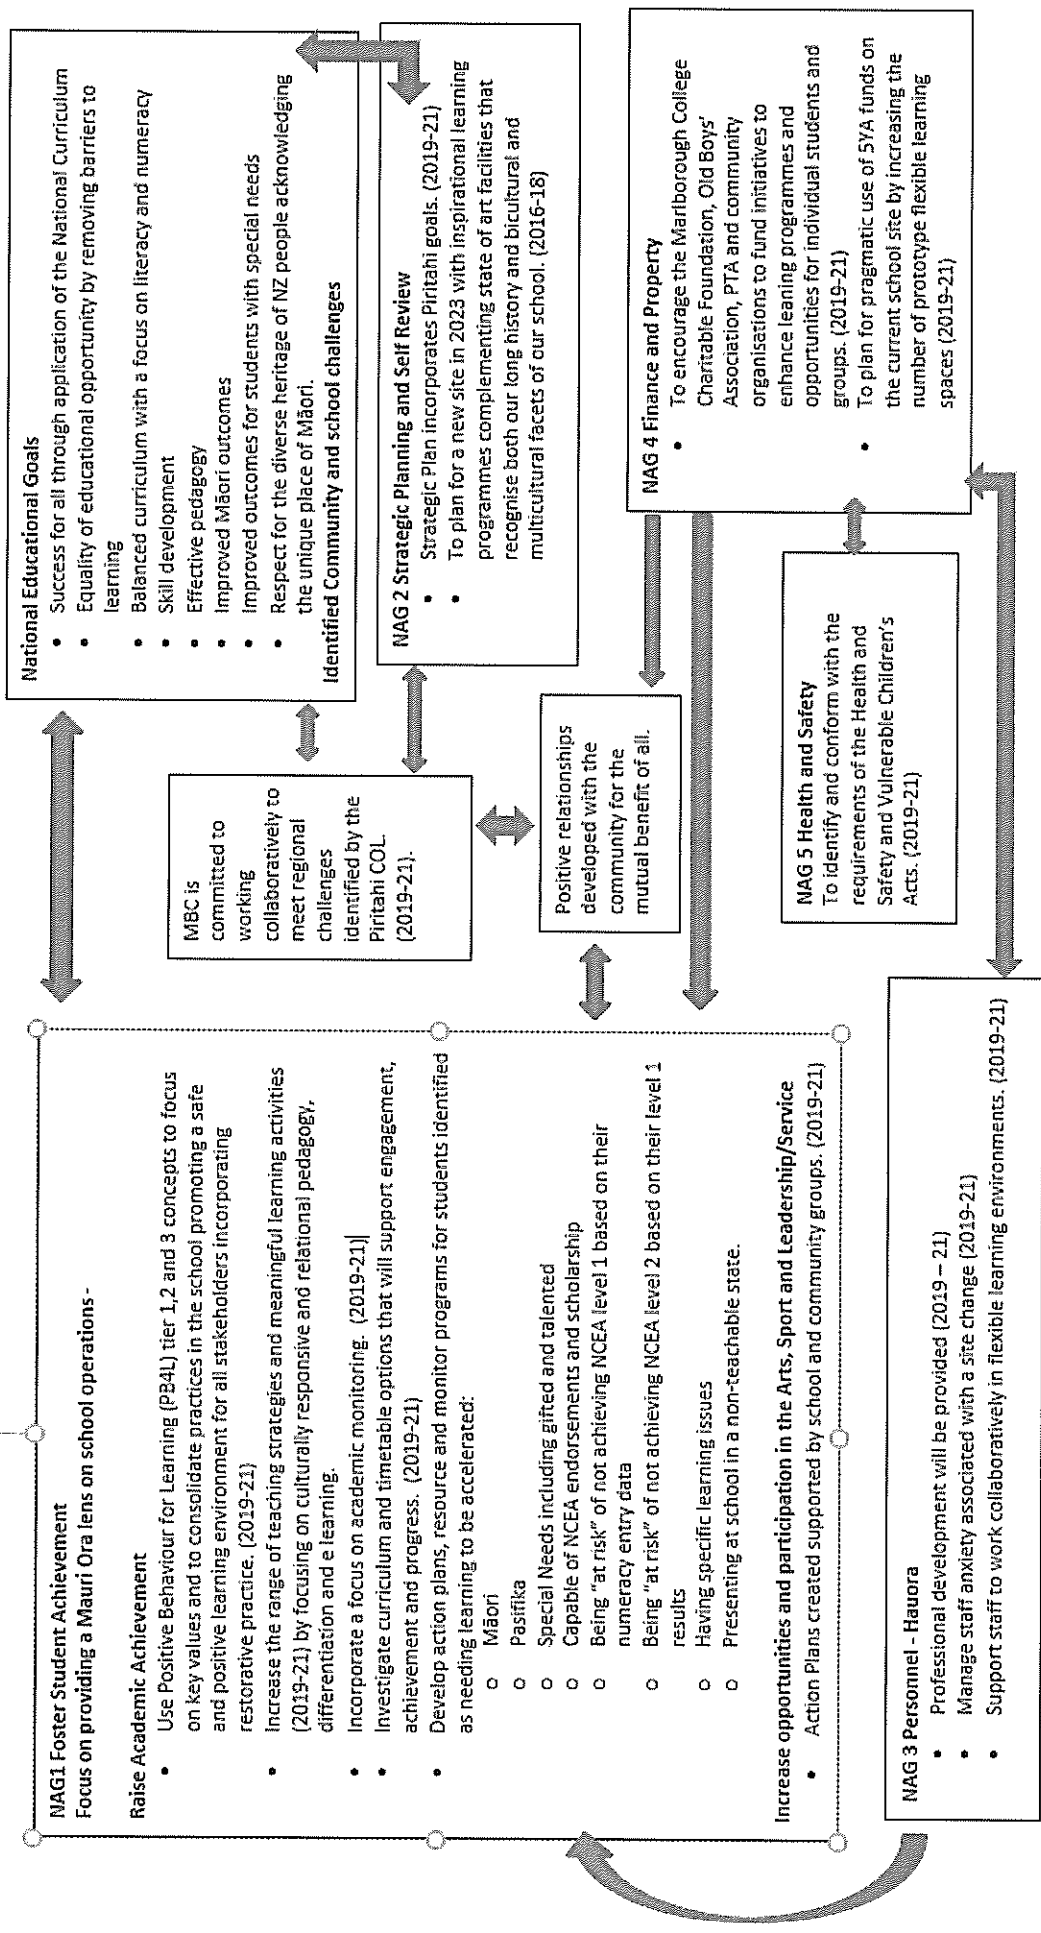 NAG1 Foster Student Achievement
Focus on providing a Mauri Ora lens on school operations -
Raise Academic Achievement
• Use Positive Behaviour for Learning (PB4L) tier 1,2 and 3 concepts to focus
on key values and to consolidate practices in the school promoting a safe
and positive learning environment for all stakeholders incorporating
restorative practice. (2019-21)
• Increase the range of teaching strategies and meaningful learning activities
(2019-21) by focusing on culturally responsive and relational pedagogy,
differentiation and e learning.
• Incorporate a focus on academic monitoring. (2019-21)
• Investigate curriculum and timetable options that will support engagement,
achievement and progress. (2019-21)
• Develop action plans, resource and monitor programs for students identified
as needing learning to be accelerated:
o Māori
o Pasifika
o Special Needs including gifted and talented
o Capable of NCEA endorsements and scholarship
o Being "at risk" of not achieving NCEA level 1 based on their
numeracy entry data
o Being "at risk" of not achieving NCEA level 2 based on their level 1
results
o Having specific learning issues
o Presenting at school in a non-teachable state.
Increase opportunities and participation in the Arts, Sport and Leadership/Service
• Action Plans created supported by school and community groups. (2019-21)
NAG 3 Personnel - Hauora
• Professional development will be provided (2019 – 21)
• Manage staff anxiety associated with a site change (2019-21)
• Support staff to work collaboratively in flexible learning environments. (2019-21)
MBC is
committed to
working
collaboratively to
meet regional
challenges
identified by the
Piritahi COL.
(2019-21).
Positive relationships
developed with the
community for the
mutual benefit of all.
NAG 5 Health and Safety
To identify and conform with the
requirements of the Health and
Safety and Vulnerable Children's
Acts. (2019-21)
National Educational Goals
• Success for all through application of the National Curriculum
• Equality of educational opportunity by removing barriers to
learning
• Balanced curriculum with a focus on literacy and numeracy
• Skill development
• Effective pedagogy
• Improved Māori outcomes
• Improved outcomes for students with special needs
• Respect for the diverse heritage of NZ people acknowledging
the unique place of Māori.
Identified Community and school challenges
NAG 2 Strategic Planning and Self Review
• Strategic Plan incorporates Piritahi goals. (2019-21)
• To plan for a new site in 2023 with inspirational learning
programmes complementing state of art facilities that
recognise both our long history and bicultural and
multicultural facets of our school. (2016-18)
NAG 4 Finance and Property
• To encourage the Marlborough College
Charitable Foundation, Old Boys'
Association, PTA and community
organisations to fund initiatives to
enhance leaning programmes and
opportunities for individual students and
groups. (2019-21)
• To plan for pragmatic use of 5YA funds on
the current school site by increasing the
number of prototype flexible learning
spaces (2019-21)